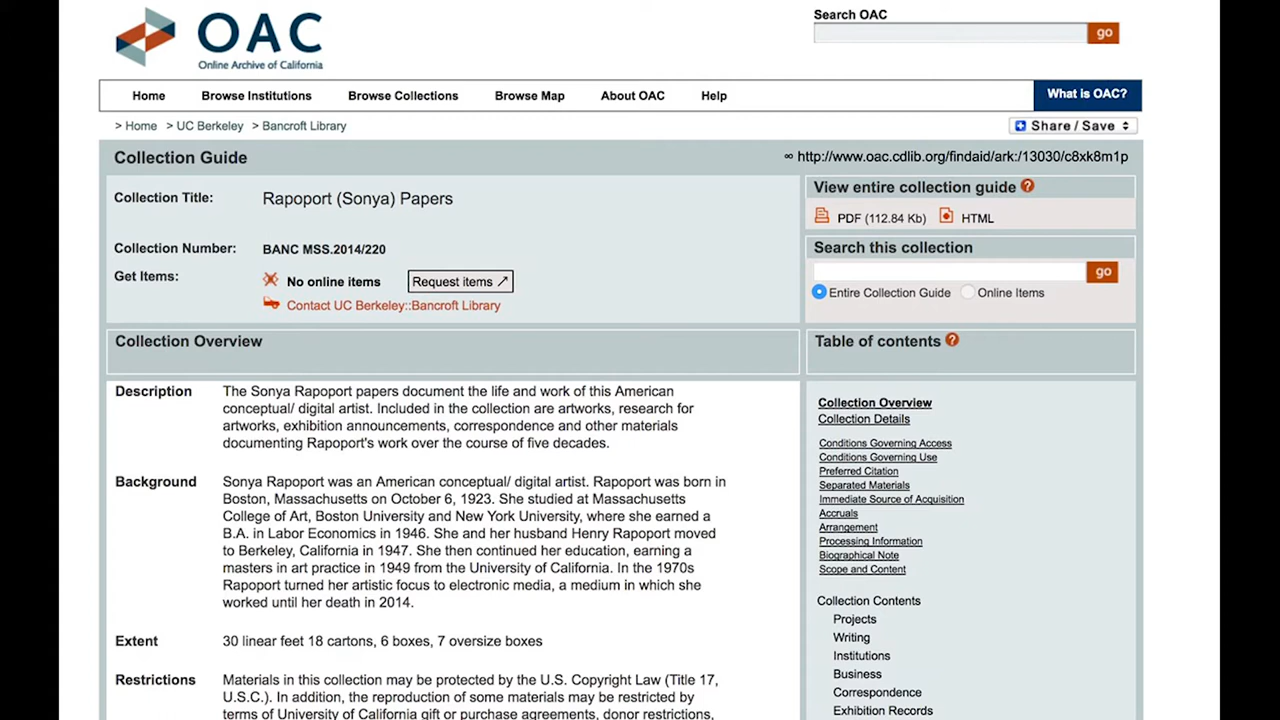 OAC
Online Archive of California
Search OAC
go
Home Browse Institutions Browse Collections Browse Map About OAC Help What is OAC?
> Home > UC Berkeley > Bancroft Library
Share / Save
Collection Guide
http://www.oac.cdlib.org/findaid/ark:/13030/c8xk8m1p
Collection Title: Rapoport (Sonya) Papers
Collection Number: BANC MSS.2014/220
Get Items: No online items Request items
Contact UC Berkeley::Bancroft Library
View entire collection guide ?
PDF (112.84 Kb) HTML
Search this collection
go
Entire Collection Guide Online Items
Collection Overview
Description The Sonya Rapoport papers document the life and work of this American
conceptual/ digital artist. Included in the collection are artworks, research for
artworks, exhibition announcements, correspondence and other materials
documenting Rapoport's work over the course of five decades.
Background Sonya Rapoport was an American conceptual/ digital artist. Rapoport was born in
Boston, Massachusetts on October 6, 1923. She studied at Massachusetts
College of Art, Boston University and New York University, where she earned a
B.A. in Labor Economics in 1946. She and her husband Henry Rapoport moved
to Berkeley, California in 1947. She then continued her education, earning a
masters in art practice in 1949 from the University of California. In the 1970s
Rapoport turned her artistic focus to electronic media, a medium in which she
worked until her death in 2014.
Extent 30 linear feet 18 cartons, 6 boxes, 7 oversize boxes
Restrictions Materials in this collection may be protected by the U.S. Copyright Law (Title 17,
U.S.C.). In addition, the reproduction of some materials may be restricted by
terms of University of California gift or purchase agreements, donor restrictions,
Table of contents ?
Collection Overview
Collection Details
Conditions Governing Access
Conditions Governing Use
Preferred Citation
Separated Materials
Immediate Source of Acquisition
Accruals
Arrangement
Processing Information
Biographical Note
Scope and Content
Collection Contents
Projects
Writing
Institutions
Business
Correspondence
Exhibition Records